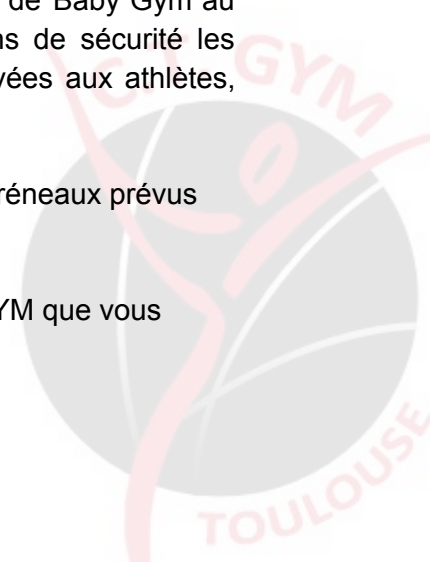 de Baby Gym au
ns de sécurité les
vées aux athlètes,
réneaux prévus
YM que vous
C.T. GYM
TOULOUSE